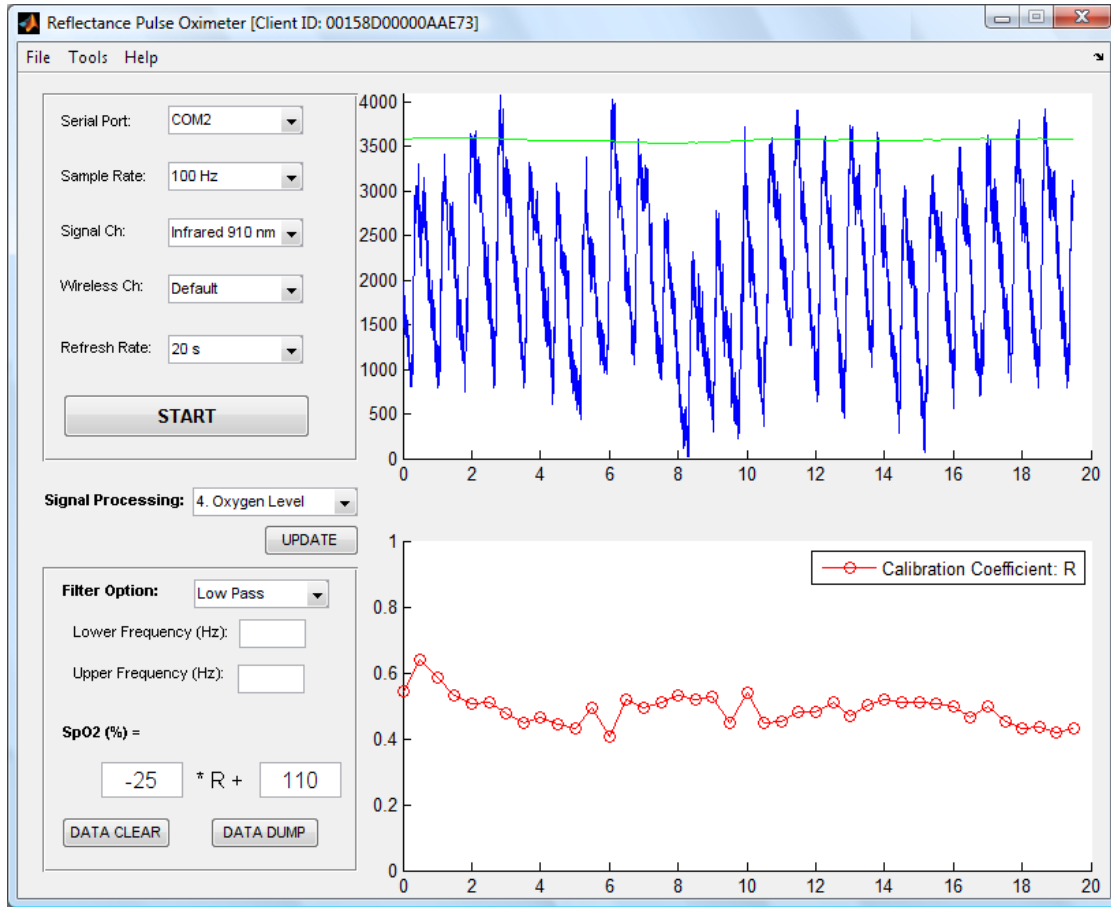 Reflectance Pulse Oximeter [Client ID: 00158D00000AAE73]
File Tools Help
Serial Port: COM2
Sample Rate: 100 Hz
Signal Ch: Infrared 910 nm
Wireless Ch: Default
Refresh Rate: 20 s
START
4000
3500
3000
2500
2000
1500
1000
500
0
0 2 4 6 8 10 12 14 16 18 20
Signal Processing: 4. Oxygen Level
UPDATE
Filter Option: Low Pass
Lower Frequency (Hz):
Upper Frequency (Hz):
SpO2 (%) =
-25 * R + 110
DATA CLEAR DATA DUMP
Calibration Coefficient: R
1
0.8
0.6
0.4
0.2
0
0 2 4 6 8 10 12 14 16 18 20